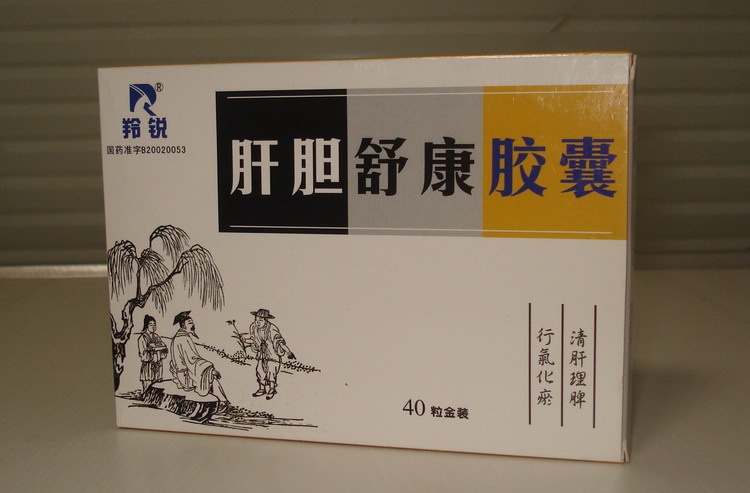 ®
羚锐
国药准字B20020053
肝胆舒康胶囊
清肝理脾
行氣化瘀
40粒金装